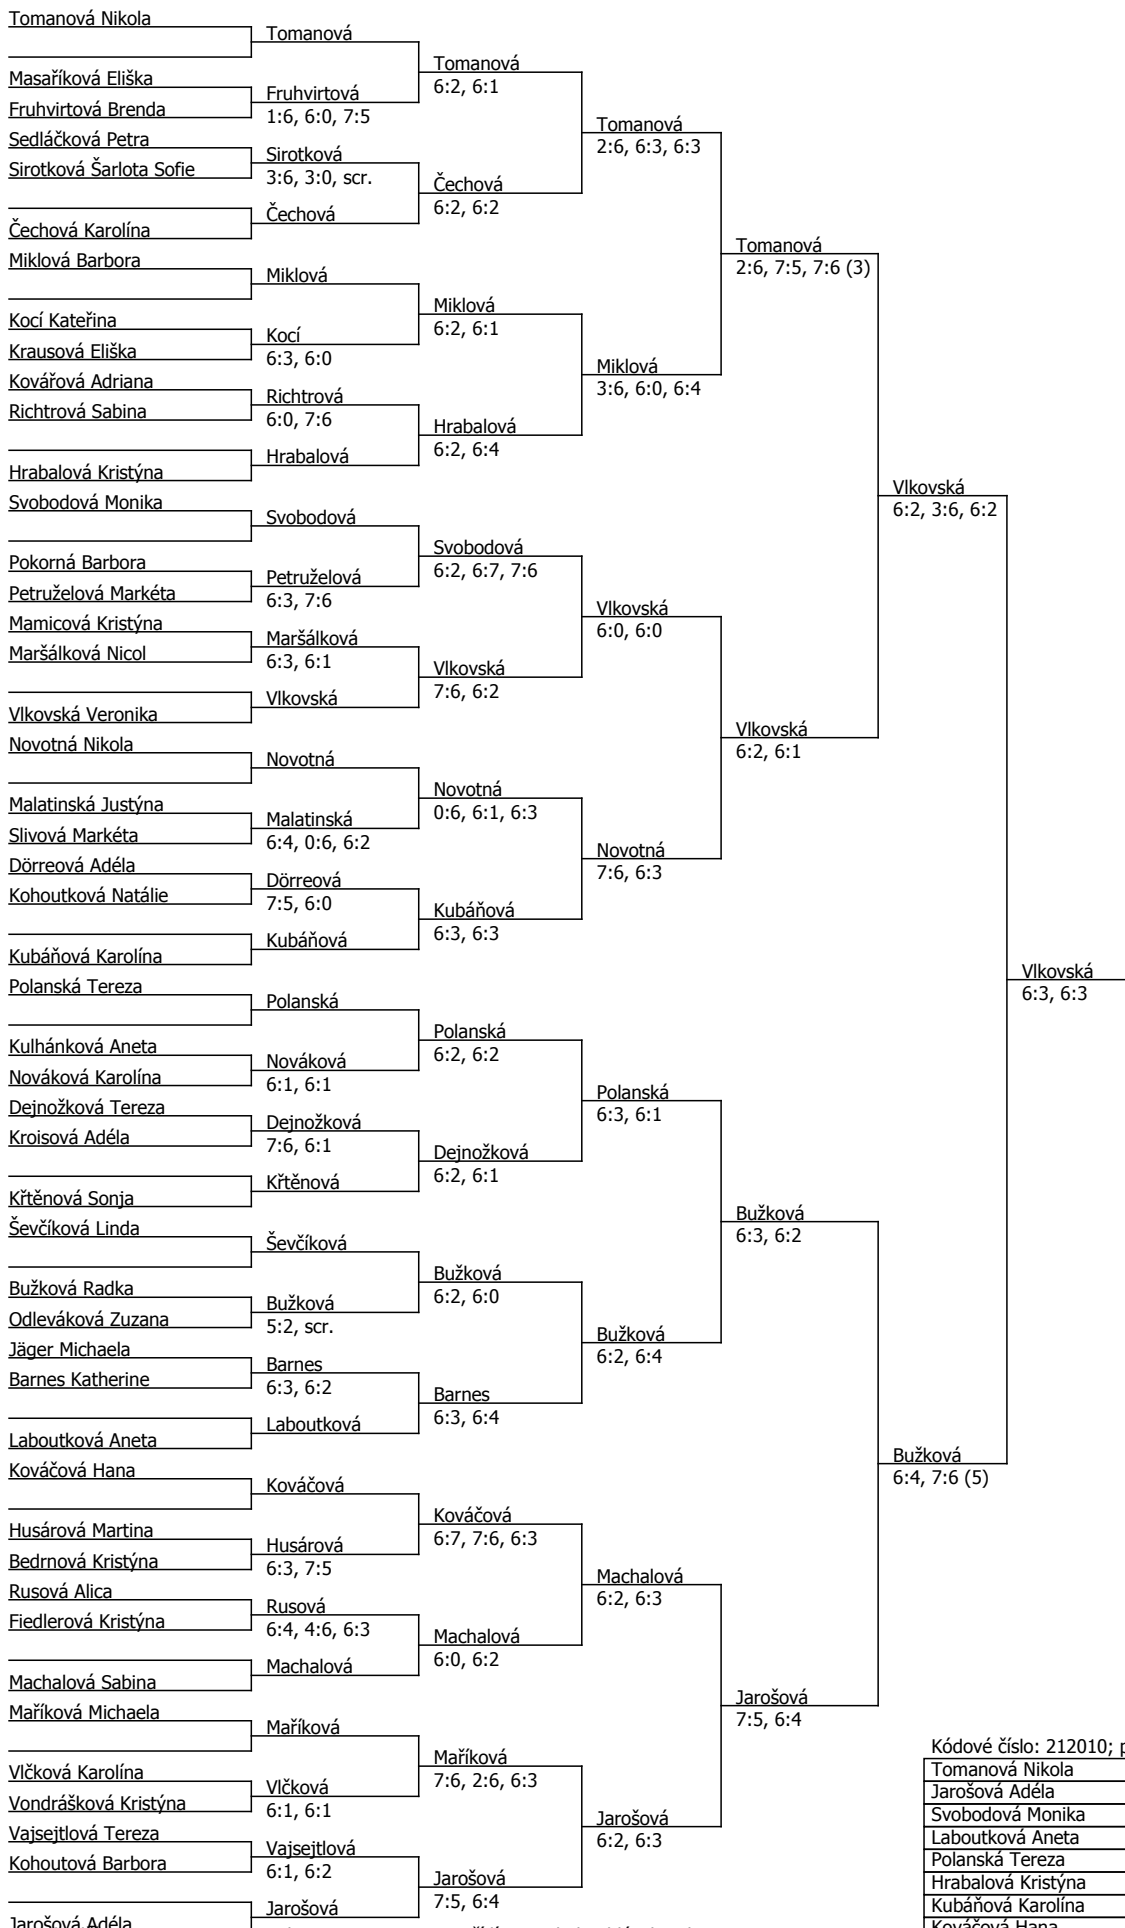 Tomanová Nikola
Tomanová
Tomanová
6:2, 6:1
Masaříková Eliška
Fruhvirtová
Fruhvirtová Brenda
1:6, 6:0, 7:5
Tomanová
2:6, 6:3, 6:3
Sedláčková Petra
Sirotková
Sirotková Šarlota Sofie
3:6, 3:0, scr.
Čechová
6:2, 6:2
Čechová
Čechová Karolína
Tomanová
2:6, 7:5, 7:6 (3)
Miklová Barbora
Miklová
Miklová
6:2, 6:1
Kocí Kateřina
Kocí
Krausová Eliška
6:3, 6:0
Miklová
3:6, 6:0, 6:4
Kovářová Adriana
Richtrová
Richtrová Sabina
6:0, 7:6
Hrabalová
6:2, 6:4
Hrabalová
Hrabalová Kristýna
Vlkovská
6:2, 3:6, 6:2
Svobodová Monika
Svobodová
Svobodová
6:2, 6:7, 7:6
Pokorná Barbora
Petruželová
Petruželová Markéta
6:3, 7:6
Vlkovská
6:0, 6:0
Mamicová Kristýna
Maršálková
Maršálková Nicol
6:3, 6:1
Vlkovská
7:6, 6:2
Vlkovská
Vlkovská Veronika
Vlkovská
6:2, 6:1
Novotná Nikola
Novotná
Novotná
0:6, 6:1, 6:3
Malatinská Justýna
Malatinská
Slivová Markéta
6:4, 0:6, 6:2
Novotná
7:6, 6:3
Dörreová Adéla
Dörreová
Kohoutková Natálie
7:5, 6:0
Kubáňová
6:3, 6:3
Kubáňová
Kubáňová Karolína
Vlkovská
6:3, 6:3
Polanská Tereza
Polanská
Polanská
6:2, 6:2
Kulhánková Aneta
Nováková
Nováková Karolína
6:1, 6:1
Polanská
6:3, 6:1
Dejnožková Tereza
Dejnožková
Kroisová Adéla
7:6, 6:1
Dejnožková
6:2, 6:1
Křtěnová
Křtěnová Sonja
Bužková
6:3, 6:2
Ševčíková Linda
Ševčíková
Bužková
6:2, 6:0
Bužková Radka
Bužková
Odleváková Zuzana
5:2, scr.
Bužková
6:2, 6:4
Jäger Michaela
Barnes
Barnes Katherine
6:3, 6:2
Barnes
6:3, 6:4
Laboutková
Laboutková Aneta
Bužková
6:4, 7:6 (5)
Kováčová Hana
Kováčová
Kováčová
6:7, 7:6, 6:3
Husárová Martina
Husárová
Bedrnová Kristýna
6:3, 7:5
Machalová
6:2, 6:3
Rusová Alica
Rusová
Fiedlerová Kristýna
6:4, 4:6, 6:3
Machalová
6:0, 6:2
Machalová
Machalová Sabina
Jarošová
7:5, 6:4
Maříková Michaela
Maříková
Maříková
7:6, 2:6, 6:3
Vlčková Karolína
Vlčková
Vondrášková Kristýna
6:1, 6:1
Jarošová
6:2, 6:3
Vajsejtlová Tereza
Vajsejtlová
Kohoutová Barbora
6:1, 6:2
Jarošová
7:5, 6:4
Jarošová
Jarošová Adéla
Kódové číslo: 212010; p
Tomanová Nikola
Jarošová Adéla
Svobodová Monika
Laboutková Aneta
Polanská Tereza
Hrabalová Kristýna
Kubáňová Karolína
Kováčová Hana